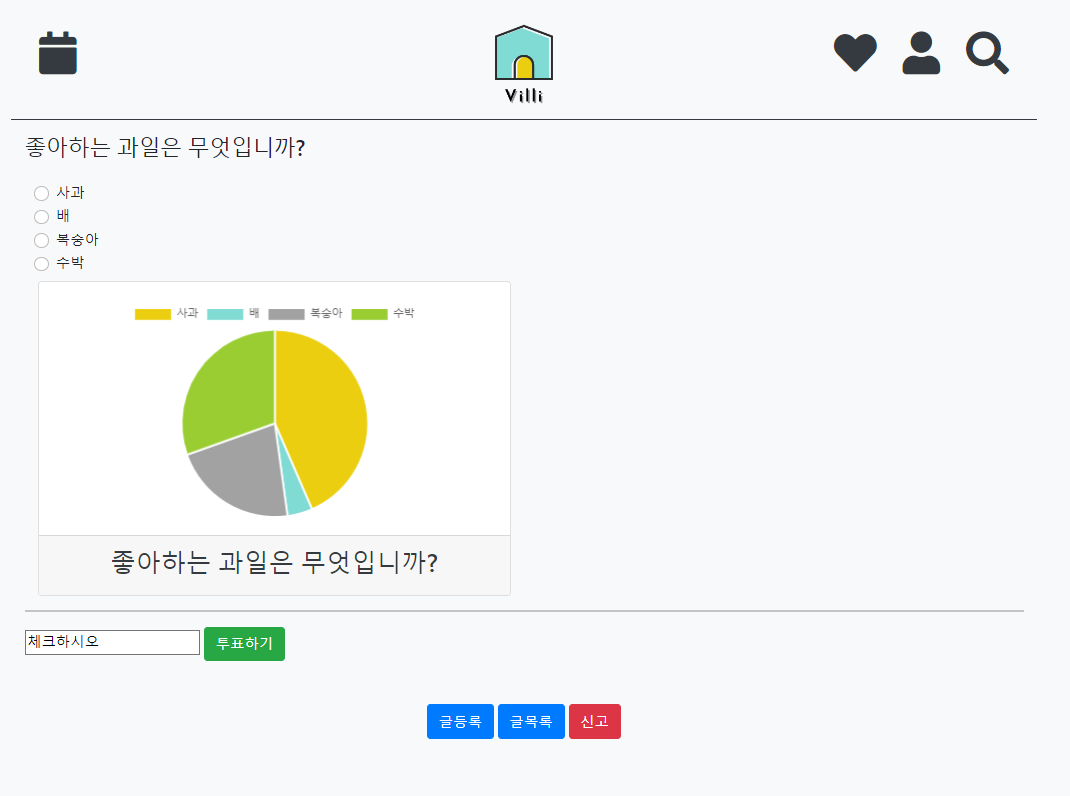 Villi
좋아하는 과일은 무엇입니까?
사과
배
복숭아
수박
사과 배 복숭아 수박
좋아하는 과일은 무엇입니까?
체크하시오 투표하기
글등록 글목록 신고